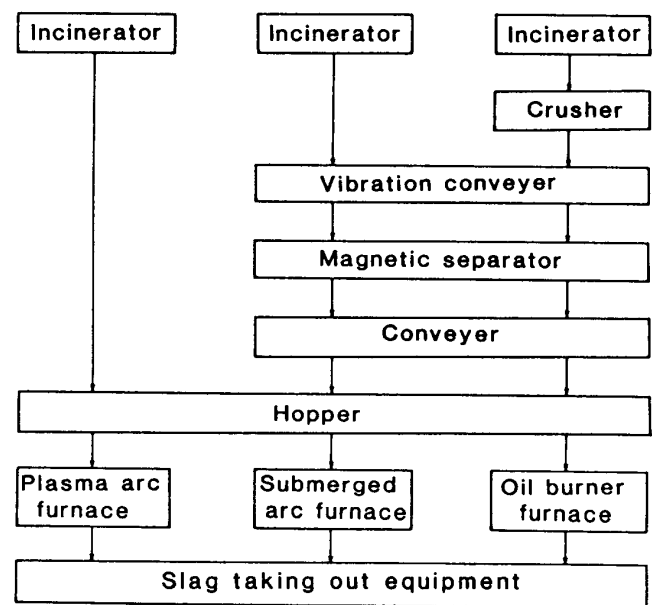 Incinerator
Incinerator
Incinerator
Crusher
Vibration conveyer
Magnetic separator
Conveyer
Hopper
Plasma arc
furnace
Submerged
arc furnace
Oil burner
furnace
Slag taking out equipment